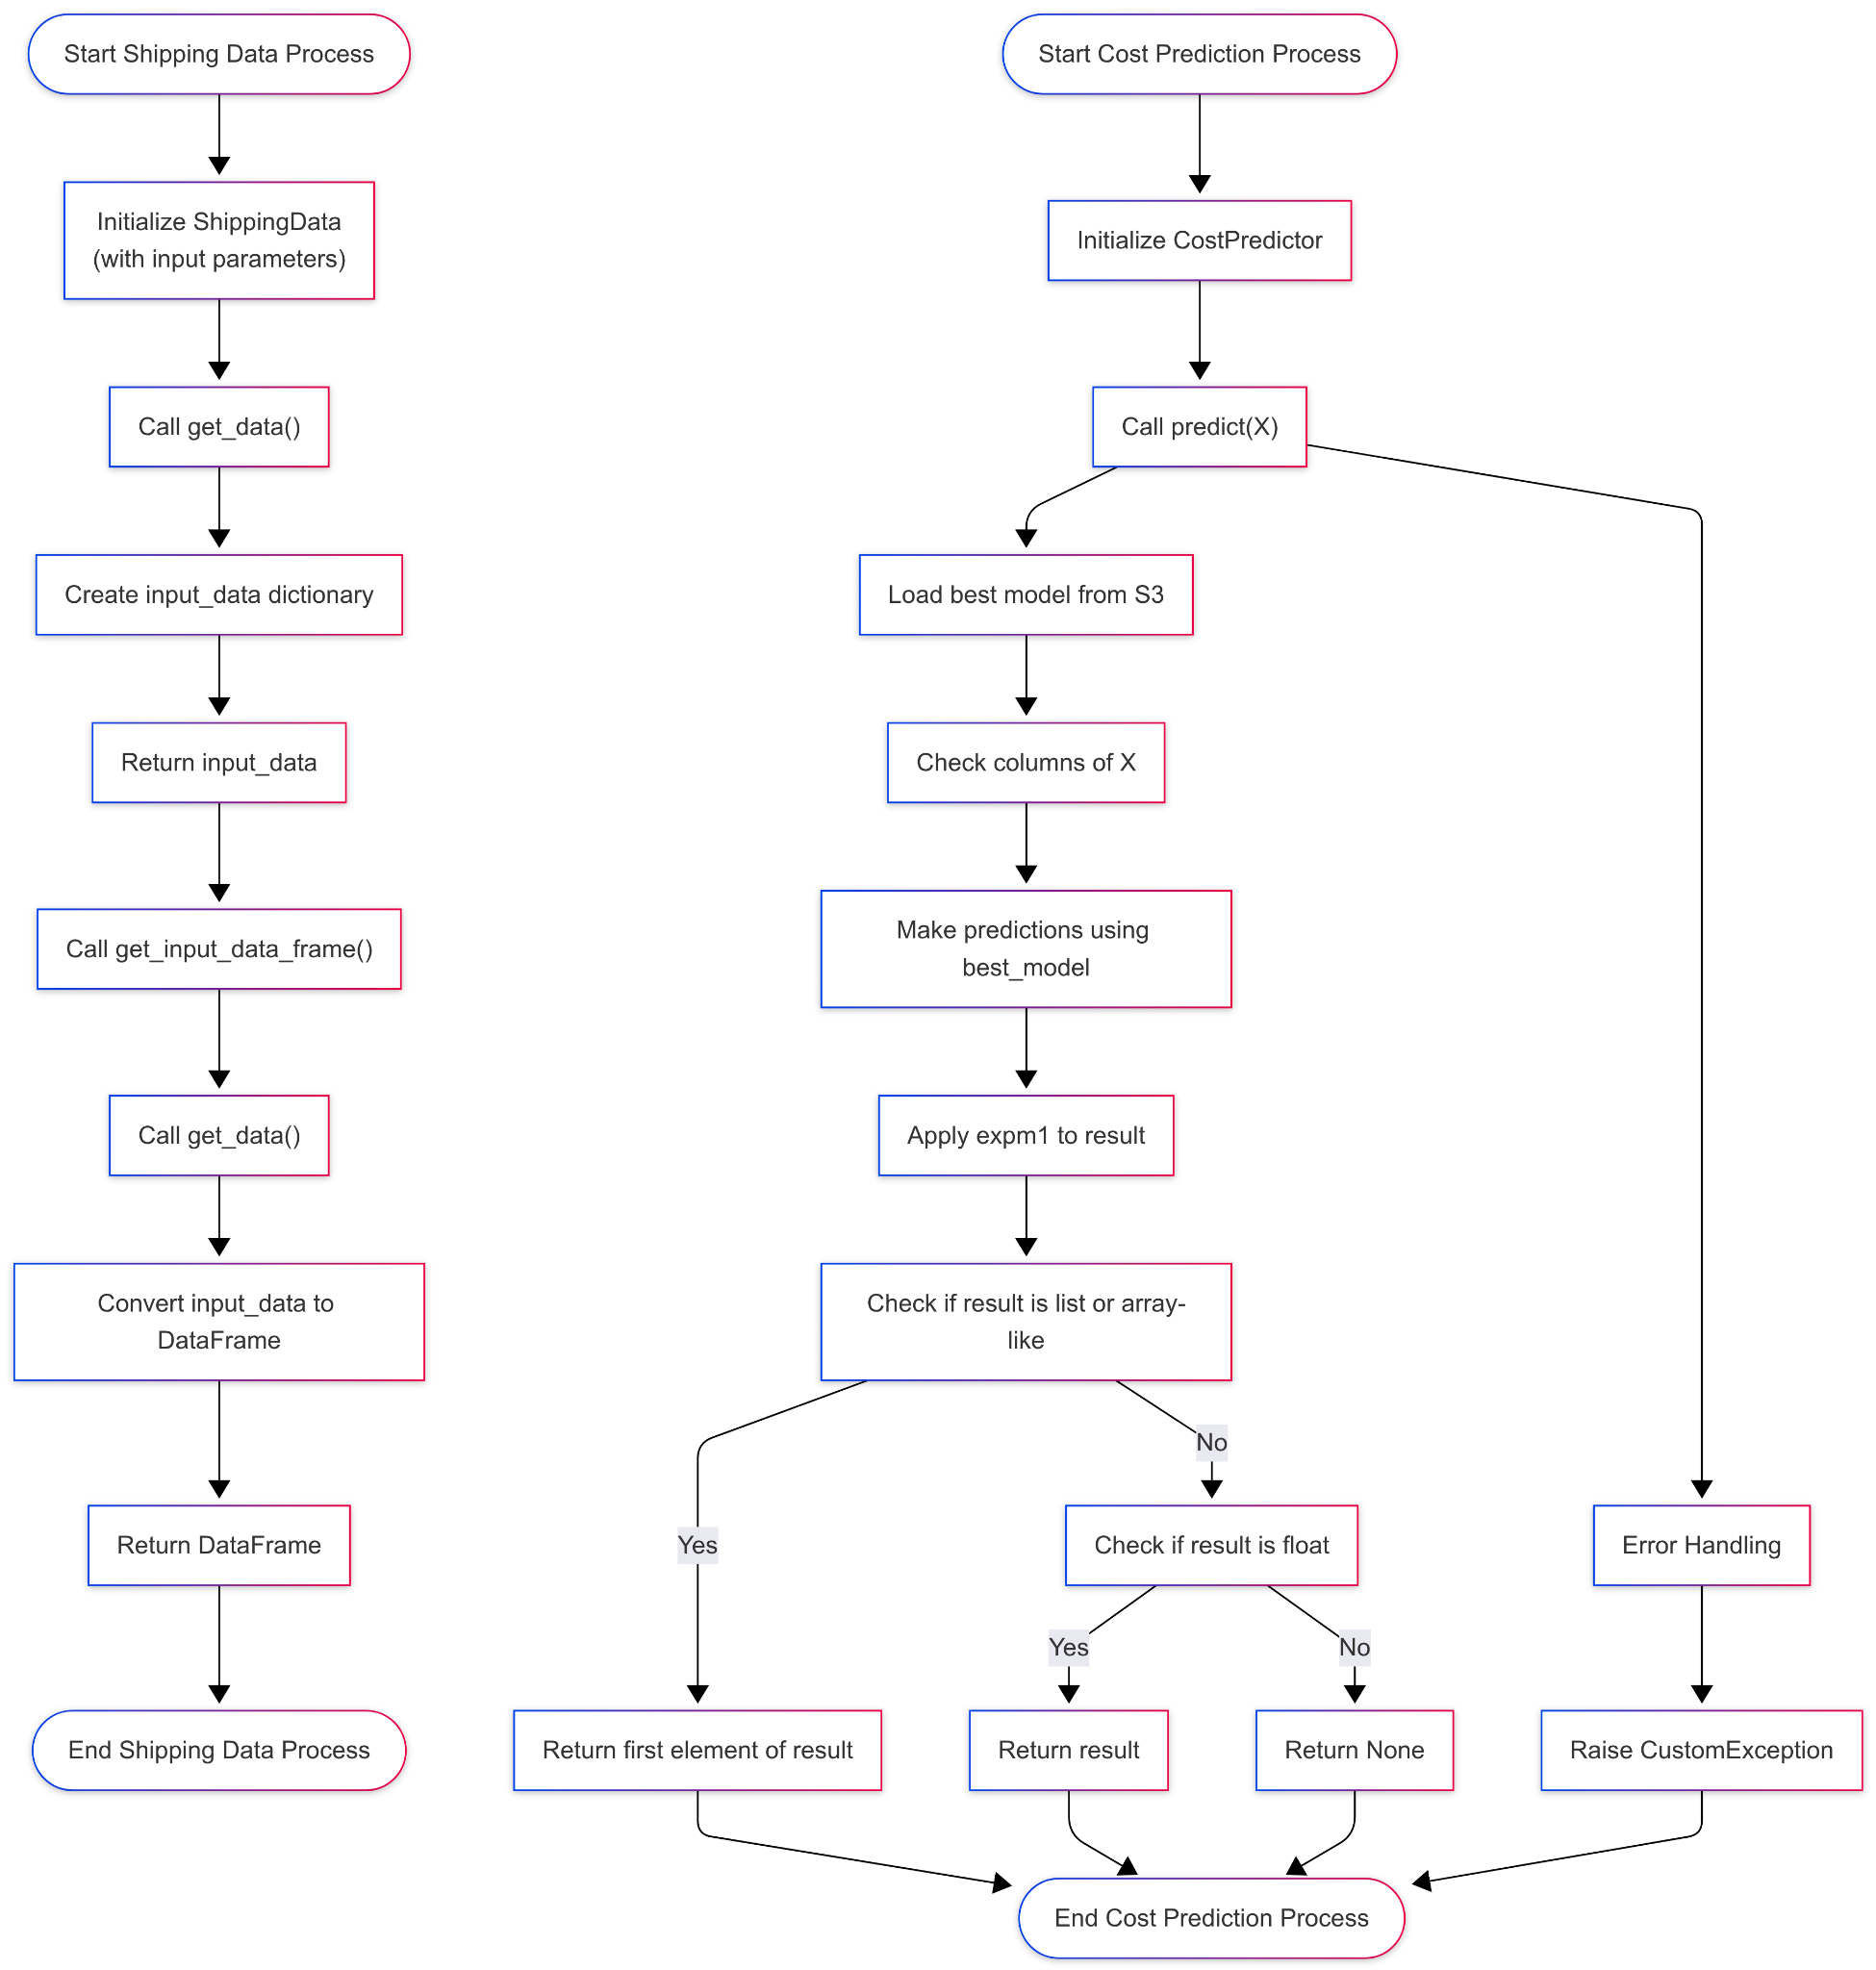 Start Shipping Data Process
Initialize ShippingData
(with input parameters)
Call get_data()
Create input_data dictionary
Return input_data
Call get_input_data_frame()
Call get_data()
Convert input_data to
DataFrame
Return DataFrame
End Shipping Data Process
Start Cost Prediction Process
Initialize CostPredictor
Call predict(X)
Load best model from S3
Check columns of X
Make predictions using
best_model
Apply expm1 to result
Check if result is list or array-
like
No
Yes
Check if result is float
Error Handling
Yes
No
Return first element of result
Return result
Return None
Raise CustomException
End Cost Prediction Process